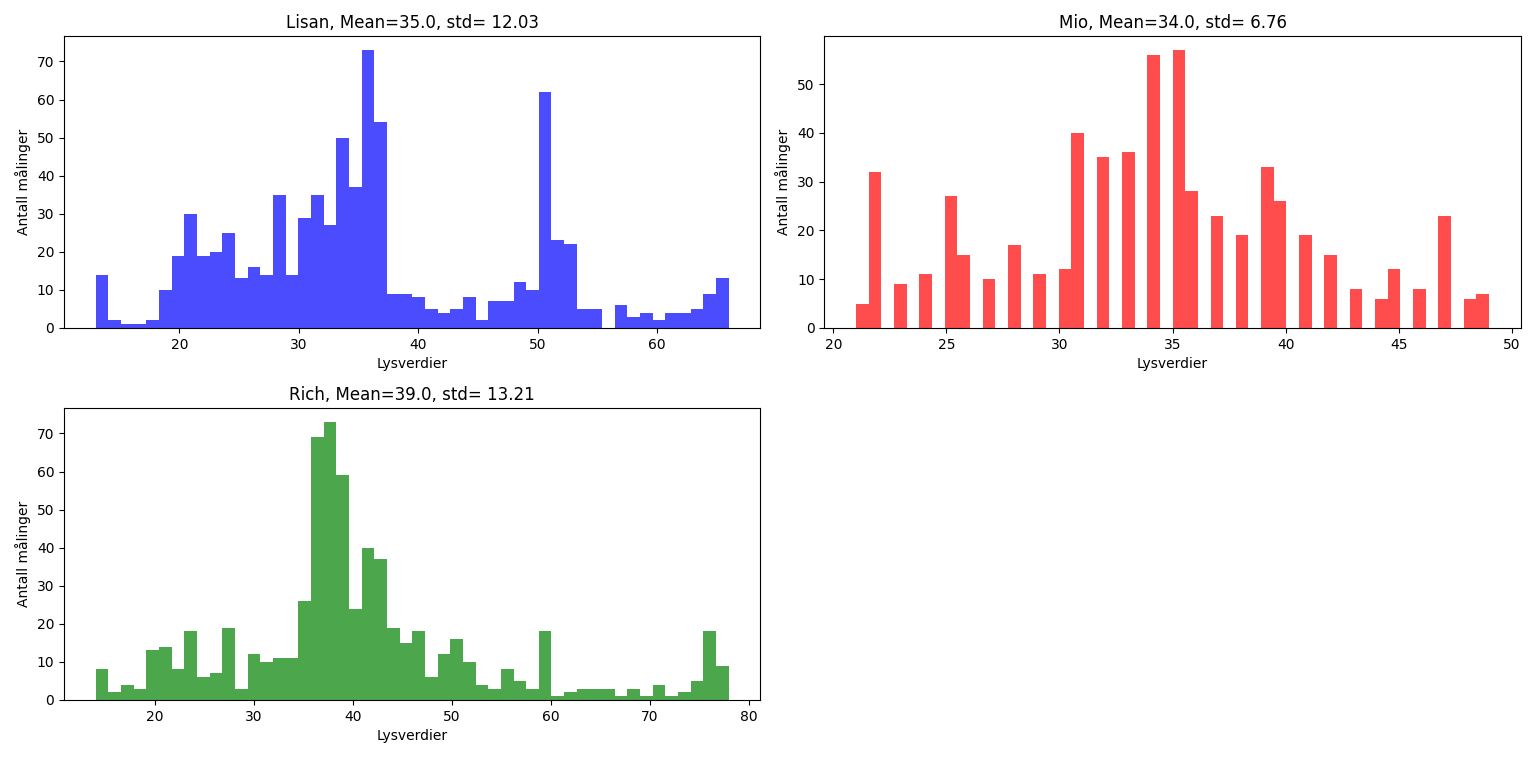 Lisan, Mean=35.0, std= 12.03
Antall målinger
70
60
50
40
30
20
10
0
20 30 40 50 60
Lysverdier
Mio, Mean=34.0, std= 6.76
Antall målinger
50
40
30
20
10
0
20 25 30 35 40 45 50
Lysverdier
Rich, Mean=39.0, std= 13.21
Antall målinger
70
60
50
40
30
20
10
0
20 30 40 50 60 70 80
Lysverdier